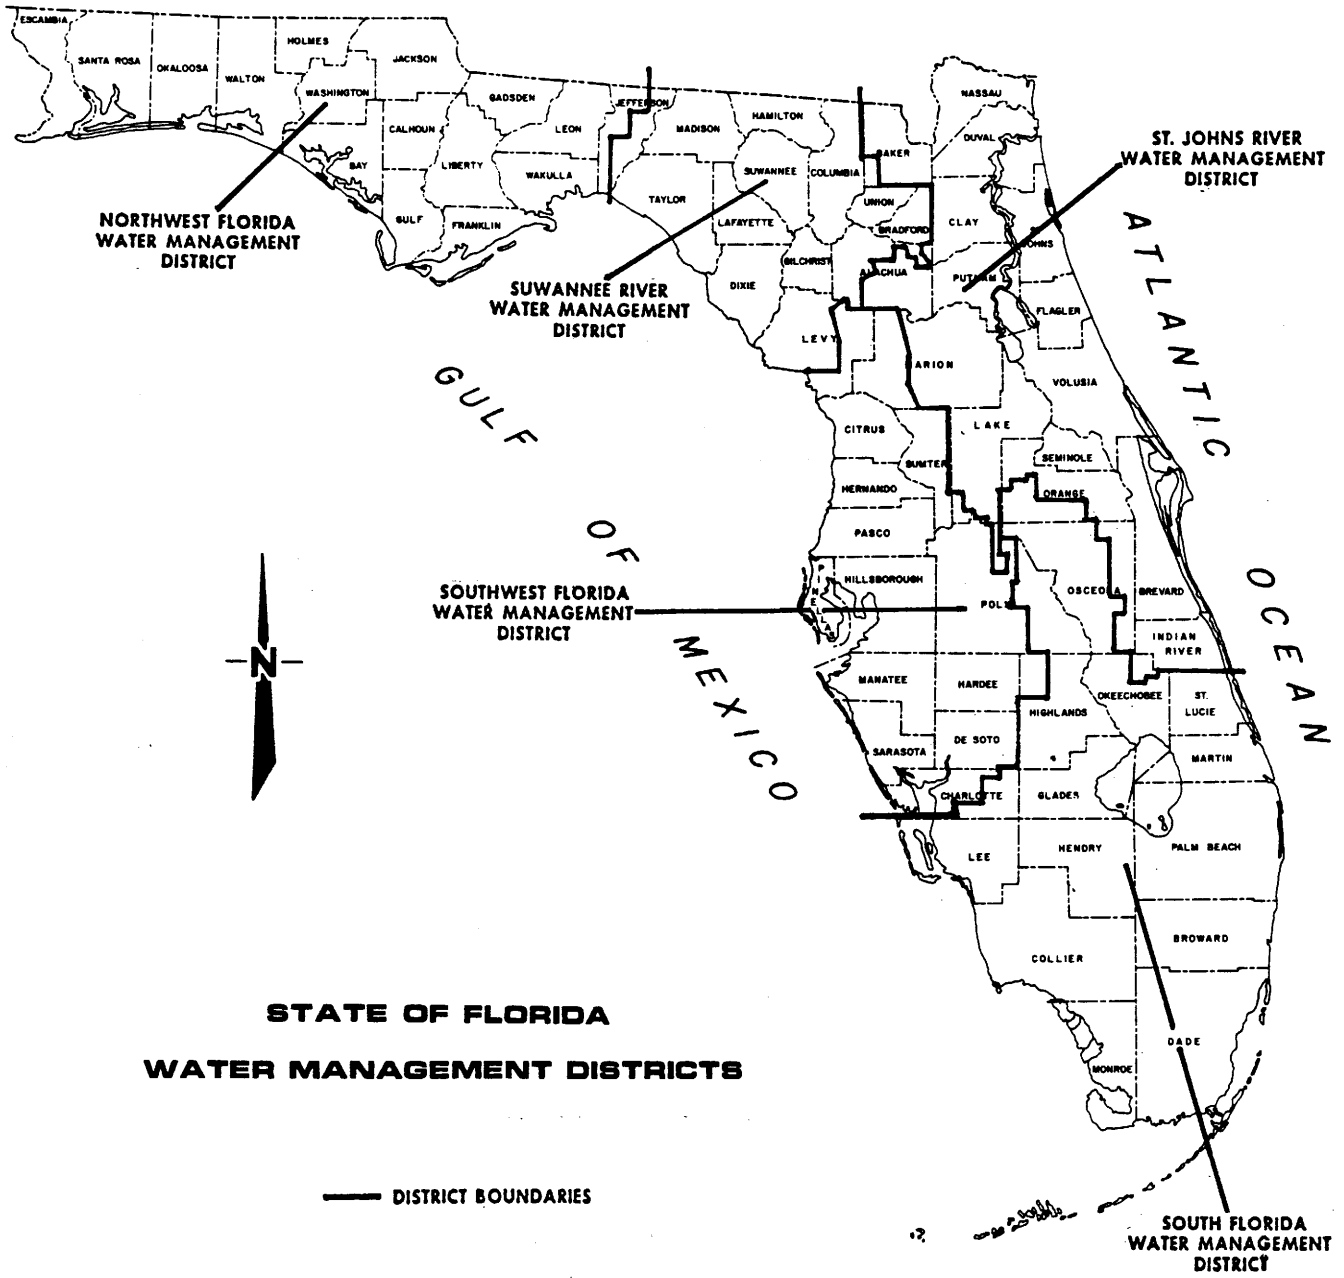 ESCAMBIA
SANTA ROSA
OKALOOSA
WALTON
HOLMES
WASHINGTON
JACKSON
BAY
CALHOUN
GULF
LIBERTY
GADSDEN
FRANKLIN
LEON
WAKULLA
JEFFERSON
MADISON
TAYLOR
HAMILTON
SUWANNEE
LAFAYETTE
DIXIE
COLUMBIA
GILCHRIST
LEVY
BAKER
UNION
BRADFORD
ALACHUA
NASSAU
DUVAL
CLAY
JOHNS
PUTNAM
FLAGLER
ARION
VOLUSIA
CITRUS
SUMTER
LAKE
SEMINOLE
ORANGE
HERNANDO
PASCO
PINELLAS
HILLSBOROUGH
POLK
OSCEOLA
BREVARD
INDIAN
RIVER
MANATEE
HARDEE
HIGHLANDS
OKEECHOBEE
ST.
LUCIE
SARASOTA
DE SOTO
MARTIN
CHARLOTTE
GLADES
LEE
HENDRY
PALM BEACH
COLLIER
BROWARD
MONROE
DADE
NORTHWEST FLORIDA
WATER MANAGEMENT
DISTRICT
SUWANNEE RIVER
WATER MANAGEMENT
DISTRICT
ST. JOHNS RIVER
WATER MANAGEMENT
DISTRICT
SOUTHWEST FLORIDA
WATER MANAGEMENT
DISTRICT
SOUTH FLORIDA
WATER MANAGEMENT
DISTRICT
GULF
OF
MEXICO
ATLANTIC
OCEAN
N
STATE OF FLORIDA
WATER MANAGEMENT DISTRICTS
DISTRICT BOUNDARIES